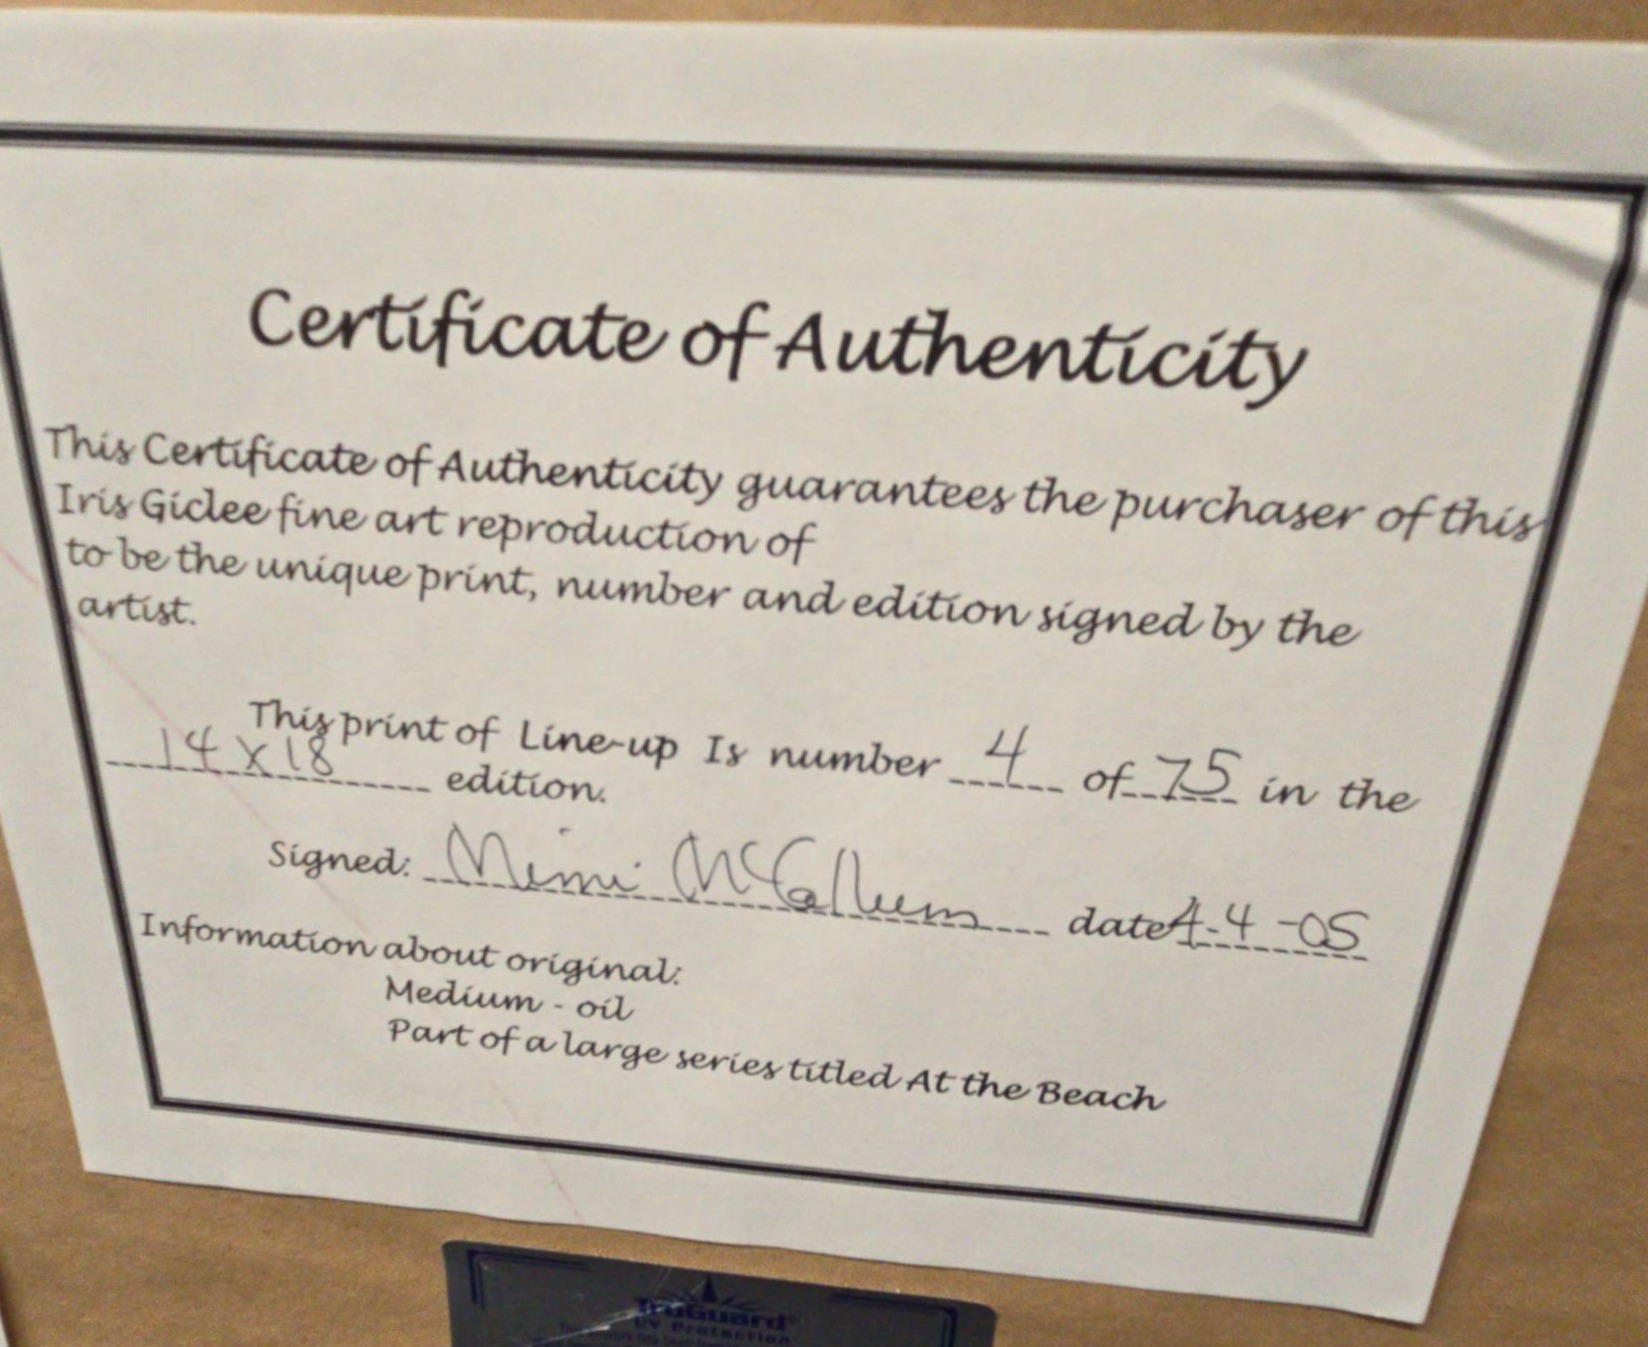 Certificate of Authenticity
This Certificate of Authenticity guarantees the purchaser of this
Iris Giclee fine art reproduction of
to be the unique print, number and edition signed by the
artist.
This print of Line-up Is number 4 of 75 in the
14 x 18 edition.
Signed: Mimi McCallum date 4-4-05
Information about original:
Medium - oil
Part of a large series titled At the Beach
TruGuard®
UV Protection